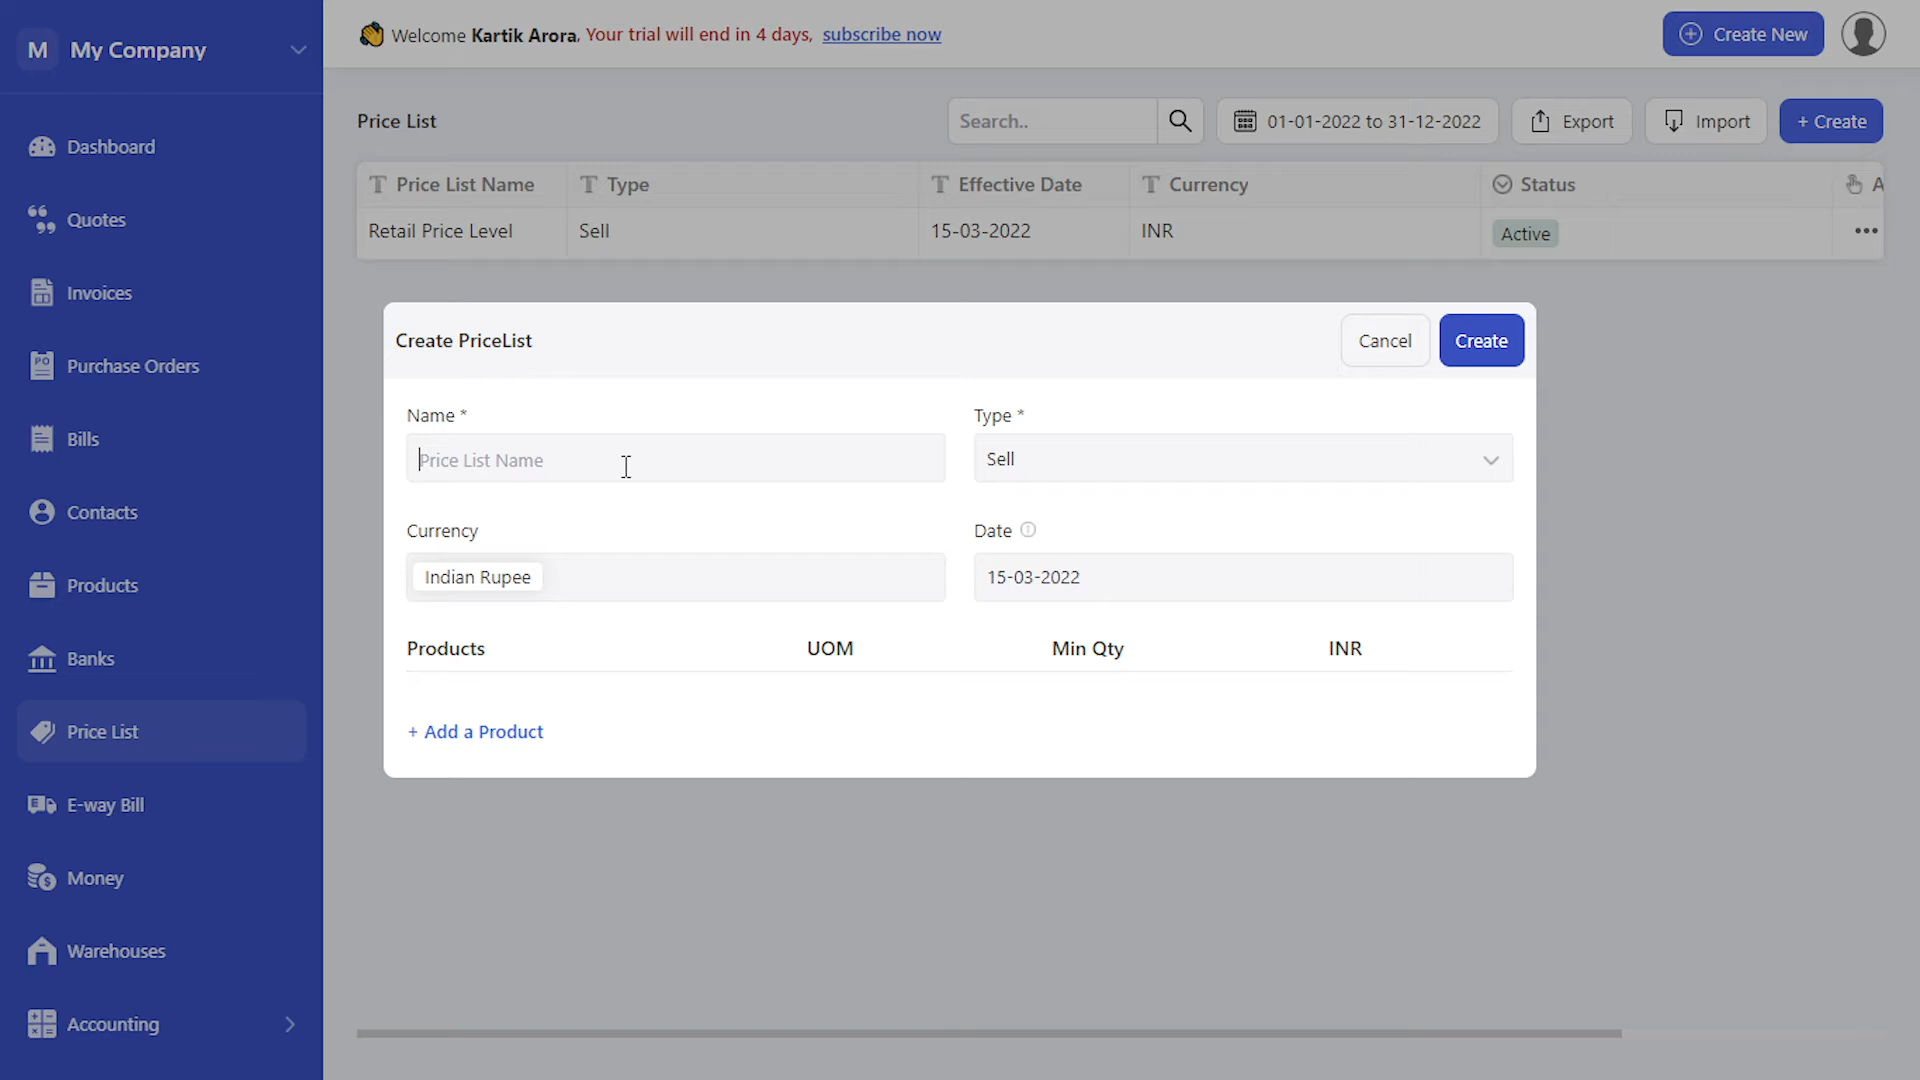 M My Company
Welcome Kartik Arora, Your trial will end in 4 days, subscribe now
Create New
Dashboard
Quotes
Invoices
PO Purchase Orders
Bills
Contacts
Products
Banks
Price List
E-way Bill
Money
Warehouses
Accounting
Price List
Search..
01-01-2022 to 31-12-2022
Export
Import
+ Create
Price List Name Type Effective Date Currency Status A
Retail Price Level Sell 15-03-2022 INR Active
Create PriceList
Cancel
Create
Name * Type *
Price List Name Sell
Currency Date
Indian Rupee 15-03-2022
Products UOM Min Qty INR
+ Add a Product